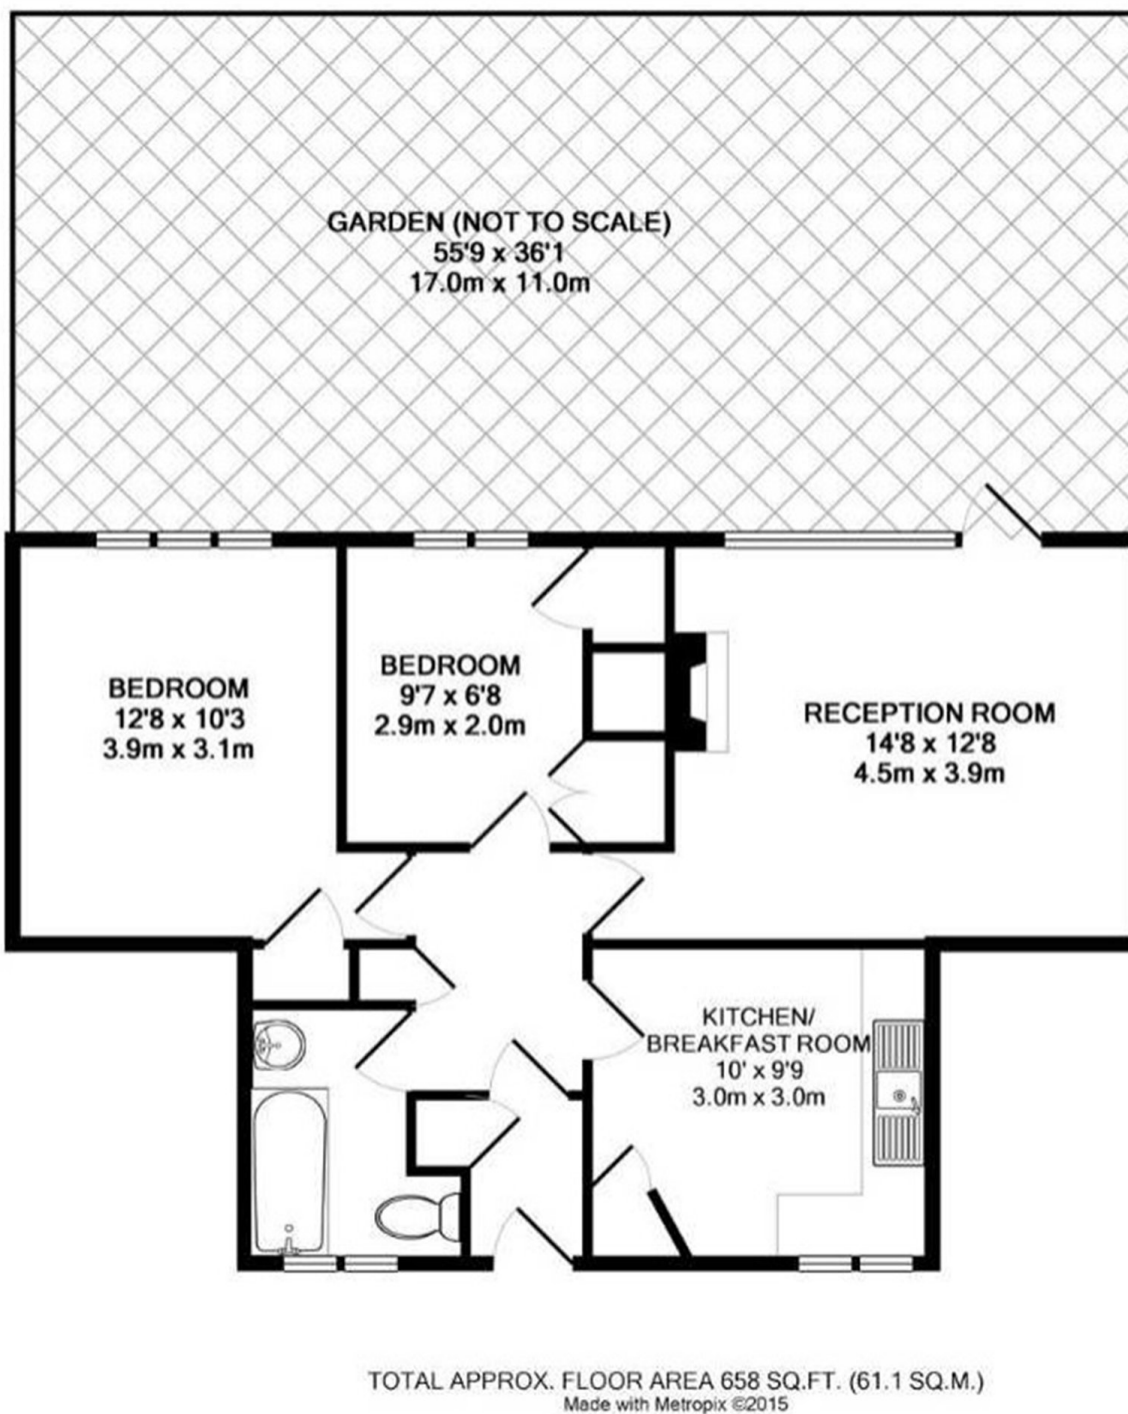 GARDEN (NOT TO SCALE)
55'9 x 36'1
17.0m x 11.0m
BEDROOM
12'8 x 10'3
3.9m x 3.1m
BEDROOM
9'7 x 6'8
2.9m x 2.0m
RECEPTION ROOM
14'8 x 12'8
4.5m x 3.9m
KITCHEN/
BREAKFAST ROOM
10' x 9'9
3.0m x 3.0m
TOTAL APPROX. FLOOR AREA 658 SQ.FT. (61.1 SQ.M.)
Made with Metropix ©2015